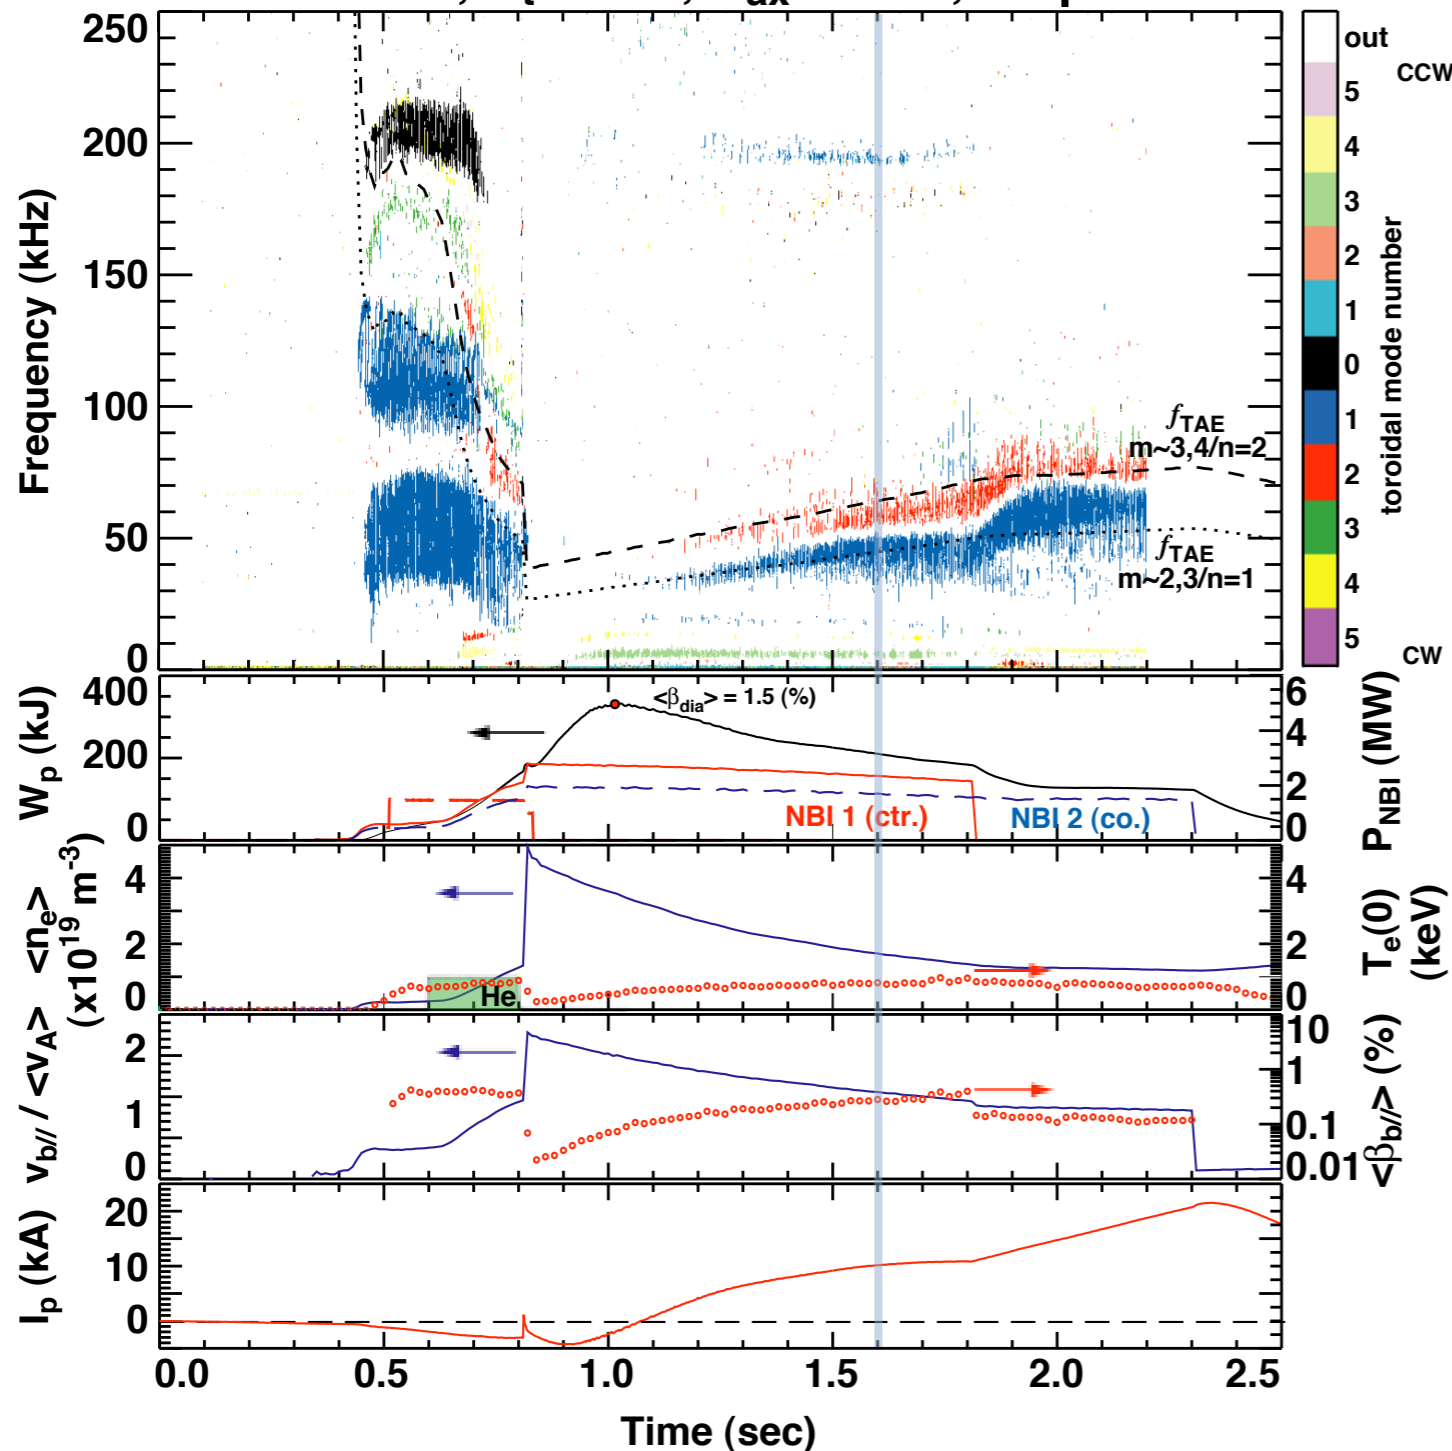 250
200
150
100
50
0
Frequency (kHz)
f TAE
m~3,4/n=2
f TAE
m~2,3/n=1
out
5
4
3
2
1
0
1
2
3
4
5
CCW
CW
toroidal mode number
400
200
0
Wp (kJ)
<βdia> = 1.5 (%)
NBI 1 (ctr.)
NBI 2 (co.)
6
4
2
0
PNBI (MW)
4
2
0
<ne>
(x10^19 m^-3)
He
4
2
0
Te(0)
(keV)
2
1
0
vb// / <vA>
10
1
0.1
0.01
<βb//> (%)
20
10
0
Ip (kA)
0.0 0.5 1.0 1.5 2.0 2.5
Time (sec)